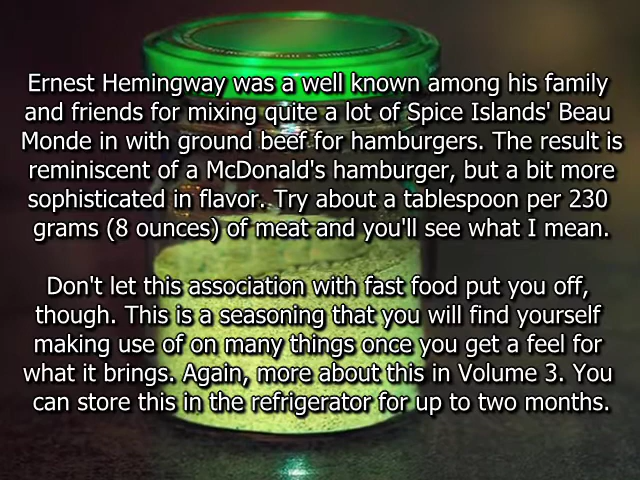 Ernest Hemingway was a well known among his family
and friends for mixing quite a lot of Spice Islands' Beau
Monde in with ground beef for hamburgers. The result is
reminiscent of a McDonald's hamburger, but a bit more
sophisticated in flavor. Try about a tablespoon per 230
grams (8 ounces) of meat and you'll see what I mean.
Don't let this association with fast food put you off,
though. This is a seasoning that you will find yourself
making use of on many things once you get a feel for
what it brings. Again, more about this in Volume 3. You
can store this in the refrigerator for up to two months.